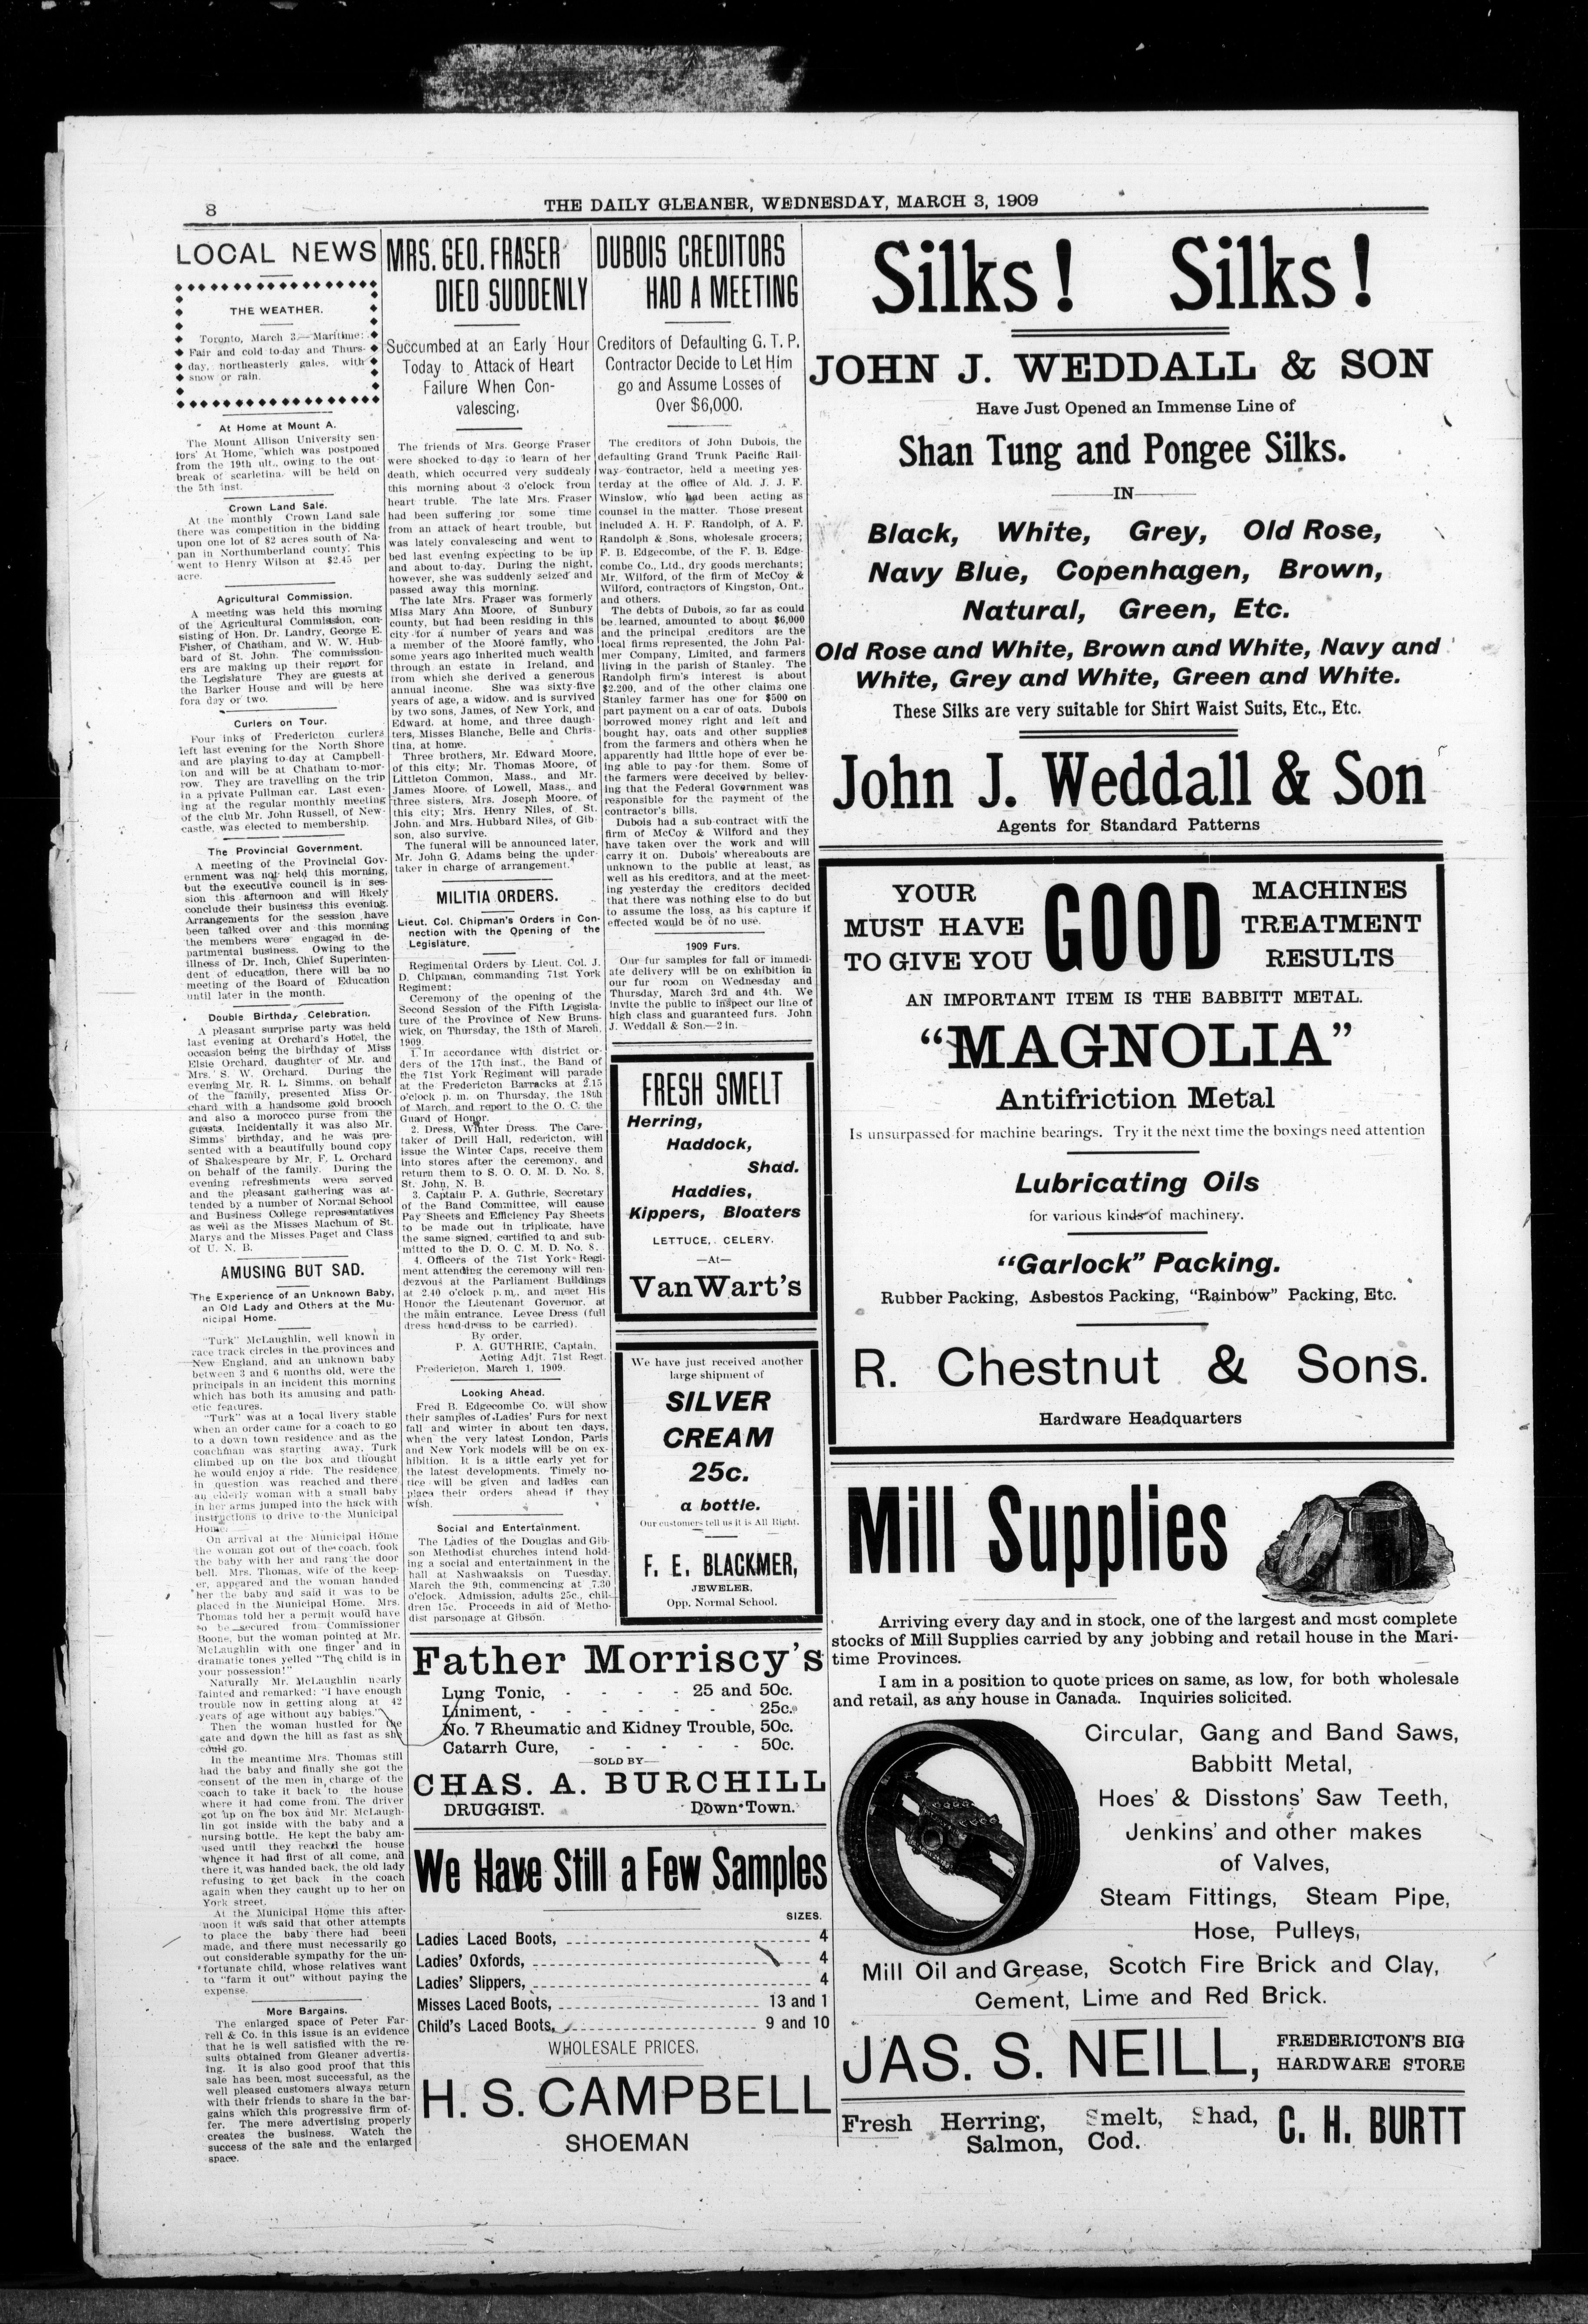 8
THE DAILY GLEANER, WEDNESDAY, MARCH 3, 1909
LOCAL NEWS
THE WEATHER.
Toronto, March 3.—Maritime:
Fair and cold to-day and Thurs-
day, northeasterly gales, with
snow or rain.
At Home at Mount A.
The Mount Allison University sen-
iors' At Home, which was postponed
from the 19th ult., owing to the out-
break of scarletina, will be held on
the 5th inst.
Crown Land Sale.
At the monthly Crown Land sale
there was competition in the bidding
upon one lot of 82 acres south of Na-
pan in Northumberland county. This
went to Henry Wilson at $2.45 per
acre.
Agricultural Commission.
A meeting was held this morning
of the Agricultural Commission, con-
sisting of Hon. Dr. Landry, George E.
Fisher, of Chatham, and W. W. Hub-
bard of St. John. The commission-
ers are making up their report for
the Legislature They are guests at
the Barker House and will be here
fora day or two.
Curlers on Tour.
Four inks of Fredericton curlers
left last evening for the North Shore
and are playing to-day at Campbell-
ton and will be at Chatham to-mor-
row. They are travelling on the trip
in a private Pullman car. Last even-
ing at the regular monthly meeting
of the club Mr. John Russell, of New-
castle, was elected to membership.
The Provincial Government.
A meeting of the Provincial Gov-
ernment was not held this morning,
but the executive council is in ses-
sion this afternoon and will likely
conclude their business this evening.
Arrangements for the session have
been talked over and this morning
the members were engaged in de-
partmental business. Owing to the
illness of Dr. Inch, Chief Superinten-
dent of education, there will be no
meeting of the Board of Education
until later in the month.
Double Birthday Celebration.
A pleasant surprise party was held
last evening at Orchard's Hotel, the
occasion being the birthday of Miss
Elsie Orchard, daughter of Mr. and
Mrs. S. W. Orchard. During the
evening Mr. R. L. Simms, on behalf
of the family, presented Miss Or-
chard with a handsome gold brooch
and also a morocco purse from the
guests. Incidentally it was also Mr.
Simms' birthday, and he was pre-
sented with a beautifully bound copy
of Shakespeare by Mr. F. L. Orchard
on behalf of the family. During the
evening refreshments were served
and the pleasant gathering was at-
tended by a number of Normal School
and Business College representatives
as well as the Misses Machum of St.
Marys and the Misses Paget and Class
of U. N. B.
AMUSING BUT SAD.
The Experience of an Unknown Baby,
an Old Lady and Others at the Mu-
nicipal Home.
"Turk" McLaughlin, well known in
race track circles in the provinces and
New England, and an unknown baby
between 3 and 6 months old, were the
principals in an incident this morning
which has both its amusing and path-
etic features.
"Turk" was at a local livery stable
when an order came for a coach to go
to a down town residence and as the
coachman was starting away, Turk
climbed up on the box and thought
he would enjoy a ride. The residence
in question was reached and there
an elderly woman with a small baby
in her arms jumped into the hack with
instructions to drive to the Municipal
Home.
On arrival at the Municipal Home
the woman got out of the coach, took
the baby with her and rang the door
bell. Mrs. Thomas, wife of the keep-
er, appeared and the woman handed
her the baby and said it was to be
placed in the Municipal Home. Mrs.
Thomas told her a permit would have
to be secured from Commissioner
Boone, but the woman pointed at Mr.
McLaughlin with one finger and in
dramatic tones yelled "The child is in
your possession!"
Naturally Mr. McLaughlin nearly
fainted and remarked: "I have enough
trouble now in getting along at 42
years of age without any babies."
Then the woman hustled for the
gate and down the hill as fast as she
could go.
In the meantime Mrs. Thomas still
had the baby and finally she got the
consent of the men in charge of the
coach to take it back to the house
where it had come from. The driver
got up on the box and Mr. McLaugh-
lin got inside with the baby and a
nursing bottle. He kept the baby am-
used until they reached the house
whence it had first of all come, and
there it was handed back, the old lady
refusing to get back in the coach
again when they caught up to her on
York street.
At the Municipal Home this after-
noon it was said that other attempts
to place the baby there had been
made, and there must necessarily go
out considerable sympathy for the un-
fortunate child, whose relatives want
to "farm it out" without paying the
expense.
More Bargains.
The enlarged space of Peter Far-
rell & Co. in this issue is an evidence
that he is well satisfied with the re-
sults obtained from Gleaner advertis-
ing. It is also good proof that this
sale has been most successful, as the
well pleased customers always return
with their friends to share in the bar-
gains which this progressive firm of-
fer. The mere advertising properly
creates the business. Watch the
success of the sale and the enlarged
space.
MRS. GEO. FRASER
DIED SUDDENLY
Succumbed at an Early Hour
Today to Attack of Heart
Failure When Con-
valescing.
The friends of Mrs. George Fraser
were shocked to-day to learn of her
death, which occurred very suddealy
this morning about 3 o'clock from
heart truble. The late Mrs. Fraser
had been suffering for some time
from an attack of heart trouble, but
was lately convalescing and went to
bed last evening expecting to be up
and about to-day. During the night,
however, she was suddenly seized and
passed away this morning.
The late Mrs. Fraser was formerly
Miss Mary Ann Moore, of Sunbury
county, but had been residing in this
city for a number of years and was
a member of the Moore family, who
some years ago inherited much wealth
through an estate in Ireland, and
from which she derived a generous
annual income. She was sixty-five
years of age, a widow, and is survived
by two sons, James, of New York, and
Edward, at home, and three daugh-
ters, Misses Blanche, Belle and Chris-
tina, at home.
Three brothers, Mr. Edward Moore,
of this city; Mr. Thomas Moore, of
Littleton Common, Mass., and Mr.
James Moore, of Lowell, Mass., and
three sisters, Mrs. Joseph Moore, of
this city; Mrs. Henry Niles, of St.
John, and Mrs. Hubbard Niles, of Gib-
son, also survive.
The funeral will be announced later,
Mr. John G. Adams being the under-
taker in charge of arrangement.
MILITIA ORDERS.
Lieut. Col. Chipman's Orders in Con-
nection with the Opening of the
Legislature.
Regimental Orders by Lieut. Col. J.
D. Chipman, commanding 71st York
Regiment:
Ceremony of the opening of the
Second Session of the Fifth Legisla-
ture of the Province of New Bruns-
wick, on Thursday, the 18th of March,
1909.
1. In accordance with district or-
ders of the 17th inst., the Band of
the 71st York Regiment will parade
at the Fredericton Barracks at 2.15
o'clock p. m. on Thursday, the 18th
of March, and report to the O. C. the
Guard of Honor.
2. Dress, Winter Dress. The Care-
taker of Drill Hall, redericton, will
issue the Winter Caps, receive them
into stores after the ceremony, and
return them to S. O. O. M. D. No. 8,
St. John, N. B.
3. Captain P. A. Guthrie, Secretary
of the Band Committee, will cause
Pay Sheets and Efficiency Pay Sheets
to be made out in triplicate, have
the same signed, certified to and sub-
mitted to the D. O. C. M. D. No. 8.
4. Officers of the 71st York Regi-
ment attending the ceremony will ren-
dezvous at the Parliament Buildings
at 2.40 o'clock p.m., and meet His
Honor the Lieutenant Governor, at
the main entrance. Levee Dress (full
dress head-dress to be carried).
By order,
P. A. GUTHRIE, Captain,
Acting Adjt. 71st Regt.
Fredericton, March 1, 1909.
Looking Ahead.
Fred B. Edgecombe Co. will show
their samples of Ladies' Furs for next
fall and winter in about ten days,
when the very latest London, Paris
and New York models will be on ex-
hibition. It is a little early yet for
the latest developments. Timely no-
tice will be given and ladies can
place their orders ahead if they
wish.
Social and Entertainment.
The Ladies of the Douglas and Gib-
son Methodist churches intend hold-
ing a social and entertainment in the
hall at Nashwaaksis on Tuesday,
March the 9th, commencing at 7.30
o'clock. Admission, adults 25c., chil-
dren 15c. Proceeds in aid of Metho-
dist parsonage at Gibson.
DUBOIS CREDITORS
HAD A MEETING
Creditors of Defaulting G. T. P.
Contractor Decide to Let Him
go and Assume Losses of
Over $6,000.
The creditors of John Dubois, the
defaulting Grand Trunk Pacific Rail-
way contractor, held a meeting yes-
terday at the office of Ald. J. J. F.
Winslow, who had been acting as
counsel in the matter. Those present
included A. H. F. Randolph, of A. F.
Randolph & Sons, wholesale grocers;
F. B. Edgecombe, of the F. B. Edge-
combe Co., Ltd., dry goods merchants;
Mr. Wilford, of the firm of McCoy &
Wilford, contractors of Kingston, Ont.,
and others.
The debts of Dubois, so far as could
be learned, amounted to about $6,000
and the principal creditors are the
local firms represented, the John Pal-
mer Company, Limited, and farmers
living in the parish of Stanley. The
Randolph firm's interest is about
$2,200, and of the other claims one
Stanley farmer has one for $500 on
part payment on a car of oats. Dubois
borrowed money right and left and
bought hay, oats and other supplies
from the farmers and others when he
apparently had little hope of ever be-
ing able to pay for them. Some of
the farmers were deceived by believ-
ing that the Federal Government was
responsible for the payment of the
contractor's bills.
Dubois had a sub-contract with the
firm of McCoy & Wilford and they
have taken over the work and will
carry it on. Dubois' whereabouts are
unknown to the public at least, as
well as his creditors, and at the meet-
ing yesterday the creditors decided
that there was nothing else to do but
to assume the loss, as his capture if
effected would be of no use.
1909 Furs.
Our fur samples for fall or immedi-
ate delivery will be on exhibition in
our fur room on Wednesday and
Thursday, March 3rd and 4th. We
invite the public to inspect our line of
high class and guaranteed furs. John
J. Weddall & Son.—2 in.
FRESH SMELT
Herring,
Haddock,
Shad.
Haddies,
Kippers, Bloaters
LETTUCE, CELERY.
—At—
VanWart's
We have just received another
large shipment of
SILVER
CREAM
25c.
a bottle.
Our customers tell us it is All Right.
F. E. BLACKMER,
JEWELER,
Opp. Normal School.
Father Morriscy's
Lung Tonic, - - - - 25 and 50c.
Liniment, - - - - - - 25c.
No. 7 Rheumatic and Kidney Trouble, 50c.
Catarrh Cure, - - - - - 50c.
—SOLD BY—
CHAS. A. BURCHILL
DRUGGIST. Down Town.
We Have Still a Few Samples
SIZES.
Ladies Laced Boots, 4
Ladies' Oxfords, 4
Ladies' Slippers, 4
Misses Laced Boots, 13 and 1
Child's Laced Boots, 9 and 10
WHOLESALE PRICES.
H. S. CAMPBELL
SHOEMAN
Silks! Silks!
JOHN J. WEDDALL & SON
Have Just Opened an Immense Line of
Shan Tung and Pongee Silks.
—IN—
Black, White, Grey, Old Rose,
Navy Blue, Copenhagen, Brown,
Natural, Green, Etc.
Old Rose and White, Brown and White, Navy and
White, Grey and White, Green and White.
These Silks are very suitable for Shirt Waist Suits, Etc., Etc.
John J. Weddall & Son
Agents for Standard Patterns
YOUR GOOD MACHINES
MUST HAVE TREATMENT
TO GIVE YOU RESULTS
AN IMPORTANT ITEM IS THE BABBITT METAL.
"MAGNOLIA"
Antifriction Metal
Is unsurpassed for machine bearings. Try it the next time the boxings need attention
Lubricating Oils
for various kinds of machinery.
"Garlock" Packing.
Rubber Packing, Asbestos Packing, "Rainbow" Packing, Etc.
R. Chestnut & Sons.
Hardware Headquarters
Mill Supplies
Arriving every day and in stock, one of the largest and most complete
stocks of Mill Supplies carried by any jobbing and retail house in the Mari-
time Provinces.
I am in a position to quote prices on same, as low, for both wholesale
and retail, as any house in Canada. Inquiries solicited.
Circular, Gang and Band Saws,
Babbitt Metal,
Hoes' & Disstons' Saw Teeth,
Jenkins' and other makes
of Valves,
Steam Fittings, Steam Pipe,
Hose, Pulleys,
Mill Oil and Grease, Scotch Fire Brick and Clay,
Cement, Lime and Red Brick.
JAS. S. NEILL, FREDERICTON'S BIG
HARDWARE STORE
Fresh Herring, Smelt, Shad, C. H. BURTT
Salmon, Cod.